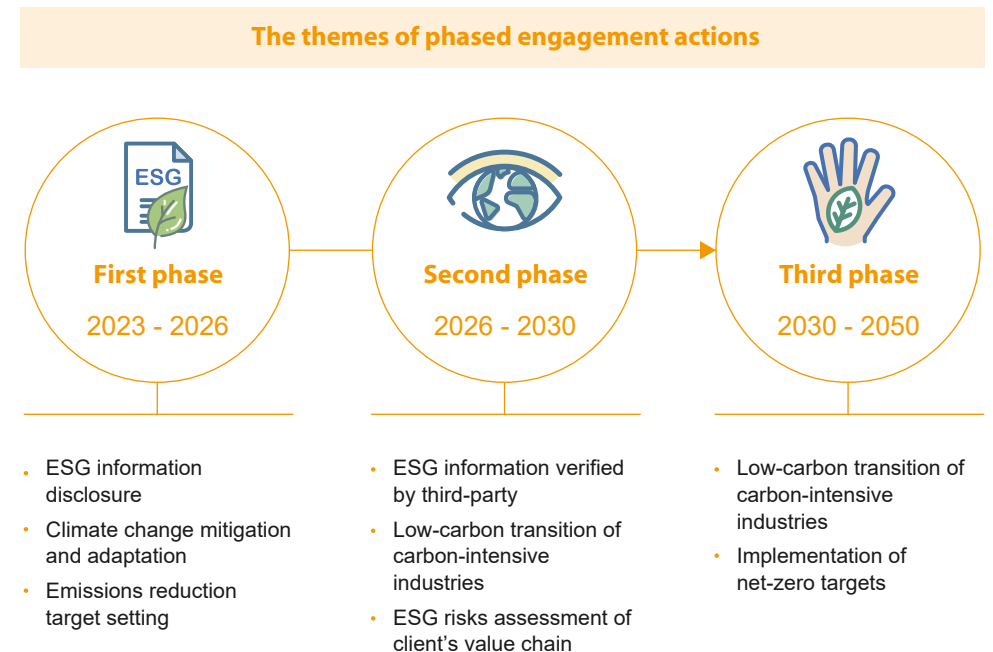 The themes of phased engagement actions
ESG
First phase
2023 - 2026
Second phase
2026 - 2030
Third phase
2030 - 2050
• ESG information
disclosure
• Climate change mitigation
and adaptation
• Emissions reduction
target setting
• ESG information verified
by third-party
• Low-carbon transition of
carbon-intensive
industries
• ESG risks assessment of
client’s value chain
• Low-carbon transition of
carbon-intensive
industries
• Implementation of
net-zero targets